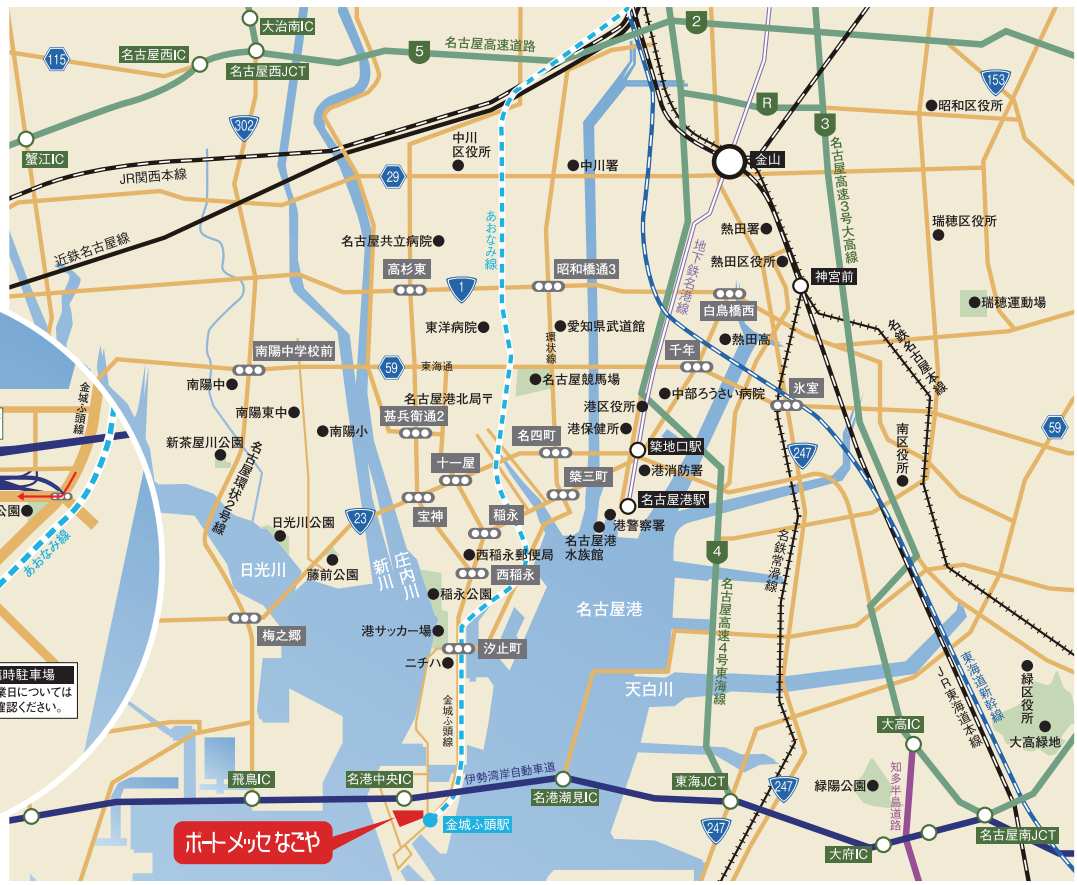 大治南IC
115
名古屋西IC
名古屋西JCT
5
名古屋高速道路
2
153
昭和区役所
302
蟹江IC
JR関西本線
近鉄名古屋線
中川
区役所
29
中川署
R
3
金山
名古屋高速3号大高線
あおなみ線
名古屋共立病院
高杉東
1
昭和橋通3
地下鉄名港線
熱田署
熱田区役所
神宮前
瑞穂区役所
瑞穂運動場
白鳥橋西
東洋病院
愛知県武道館
環状線
熱田高
千年
名鉄名古屋本線
南陽中学校前
59
東海通
南陽中
名古屋競馬場
中部ろうさい病院
氷室
名古屋港北局〒
南陽東中
甚兵衛通2
港区役所
港保健所
南陽小
新茶屋川公園
名古屋環状2号線
名四町
築地口駅
247
59
南区役所
十一屋
港消防署
築三町
宝神
名古屋港駅
港警察署
名古屋港
水族館
23
稲永
日光川公園
日光川
藤前公園
新川
庄内川
西稲永郵便局
西稲永
4
名鉄常滑線
稲永公園
名古屋港
名古屋高速4号東海線
梅之郷
港サッカー場
汐止町
ニチハ
天白川
東海道新幹線
JR東海道本線
緑区役所
大高緑地
金城ふ頭線
大高IC
伊勢湾岸自動車道
飛鳥IC
名港中央IC
名港潮見IC
東海JCT
247
知多半島道路
緑陽公園
ポートメッセなごや
金城ふ頭駅
247
大府IC
名古屋南JCT
金城ふ頭線
公園
あおなみ線
時駐車場
業日については
確認ください。